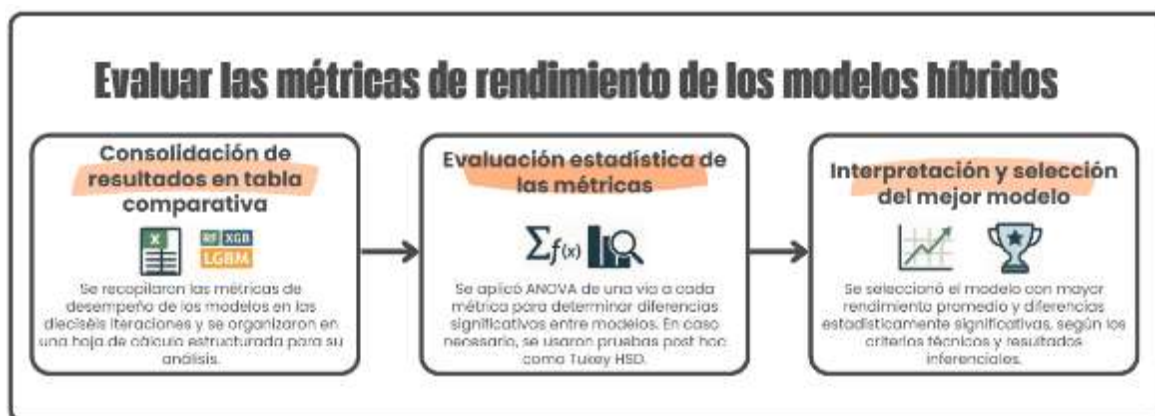 Evaluar las métricas de rendimiento de los modelos híbridos
Consolidación de
resultados en tabla
comparativa
X
RF XGB
LGBM
Se recopilaron las métricas de
desempeño de los modelos en las
dieciséis iteraciones y se organizaron en
una hoja de cálculo estructurada para su
análisis.
Evaluación estadística de
las métricas
Σf(x)
Se aplicó ANOVA de una vía a cada
métrica para determinar diferencias
significativas entre modelos. En caso
necesario, se usaron pruebas post hoc
como Tukey HSD.
Interpretación y selección
del mejor modelo
Se seleccionó el modelo con mayor
rendimiento promedio y diferencias
estadísticamente significativas, según los
criterios técnicos y resultados
inferenciales.